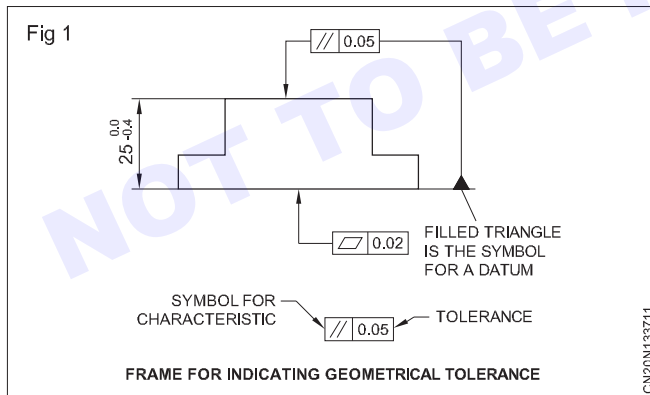 Fig 1
// 0.05
25 0.0 -0.4
0.02
FILLED TRIANGLE
IS THE SYMBOL
FOR A DATUM
SYMBOL FOR
CHARACTERISTIC
// 0.05
TOLERANCE
FRAME FOR INDICATING GEOMETRICAL TOLERANCE
CN20N133711
NOT TO BE